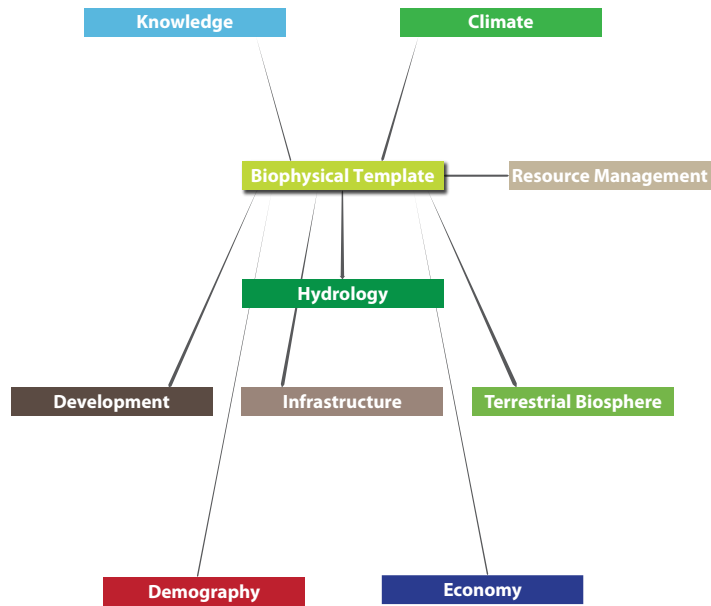 Knowledge
Climate
Biophysical Template
Resource Management
Hydrology
Development
Infrastructure
Terrestrial Biosphere
Demography
Economy